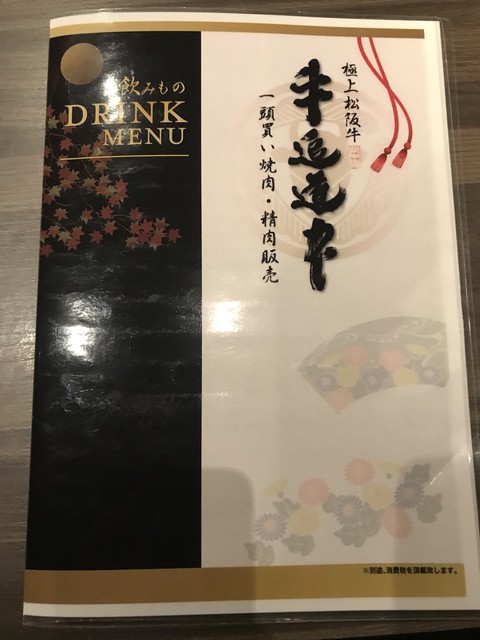 飲みもの
DRINK
MENU
極上松阪牛
牛追道中
一頭買い焼肉・精肉販売
※別途、消費税を頂戴致します。